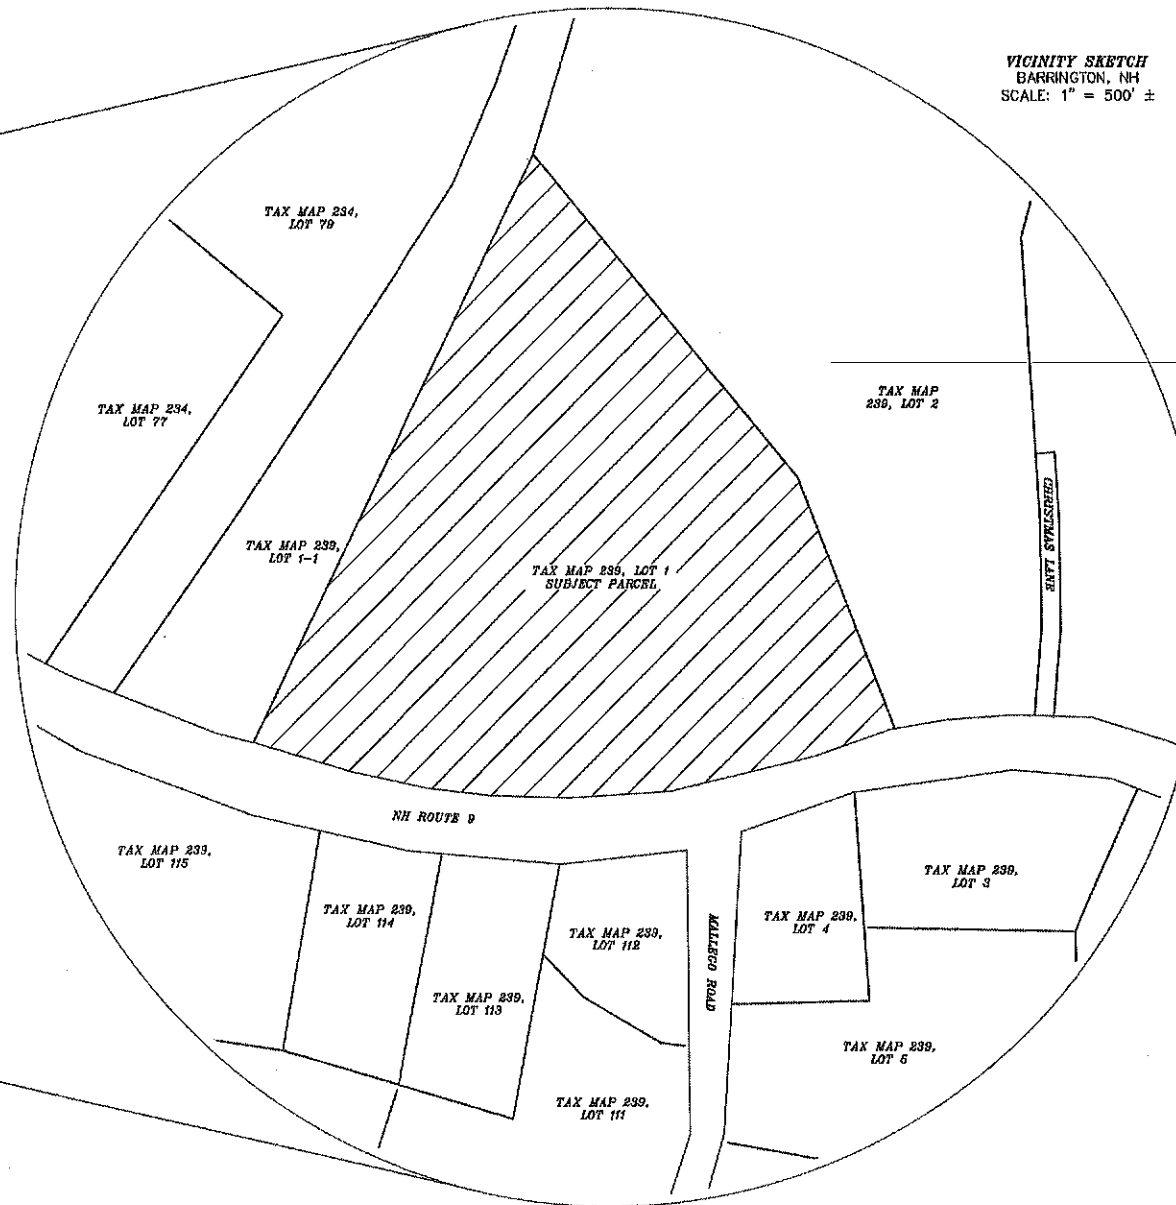 VICINITY SKETCH
BARRINGTON, NH
SCALE: 1" = 500' ±
TAX MAP 234,
LOT 79
TAX MAP 234,
LOT 77
TAX MAP
239, LOT 2
CHRISTMAS LANE
TAX MAP 239,
LOT 1-1
TAX MAP 239, LOT 1
SUBJECT PARCEL
NH ROUTE 9
TAX MAP 239,
LOT 115
TAX MAP 239,
LOT 114
TAX MAP 239,
LOT 113
TAX MAP 239,
LOT 112
MALLEGO ROAD
TAX MAP 239,
LOT 4
TAX MAP 239,
LOT 3
TAX MAP 239,
LOT 5
TAX MAP 239,
LOT 111